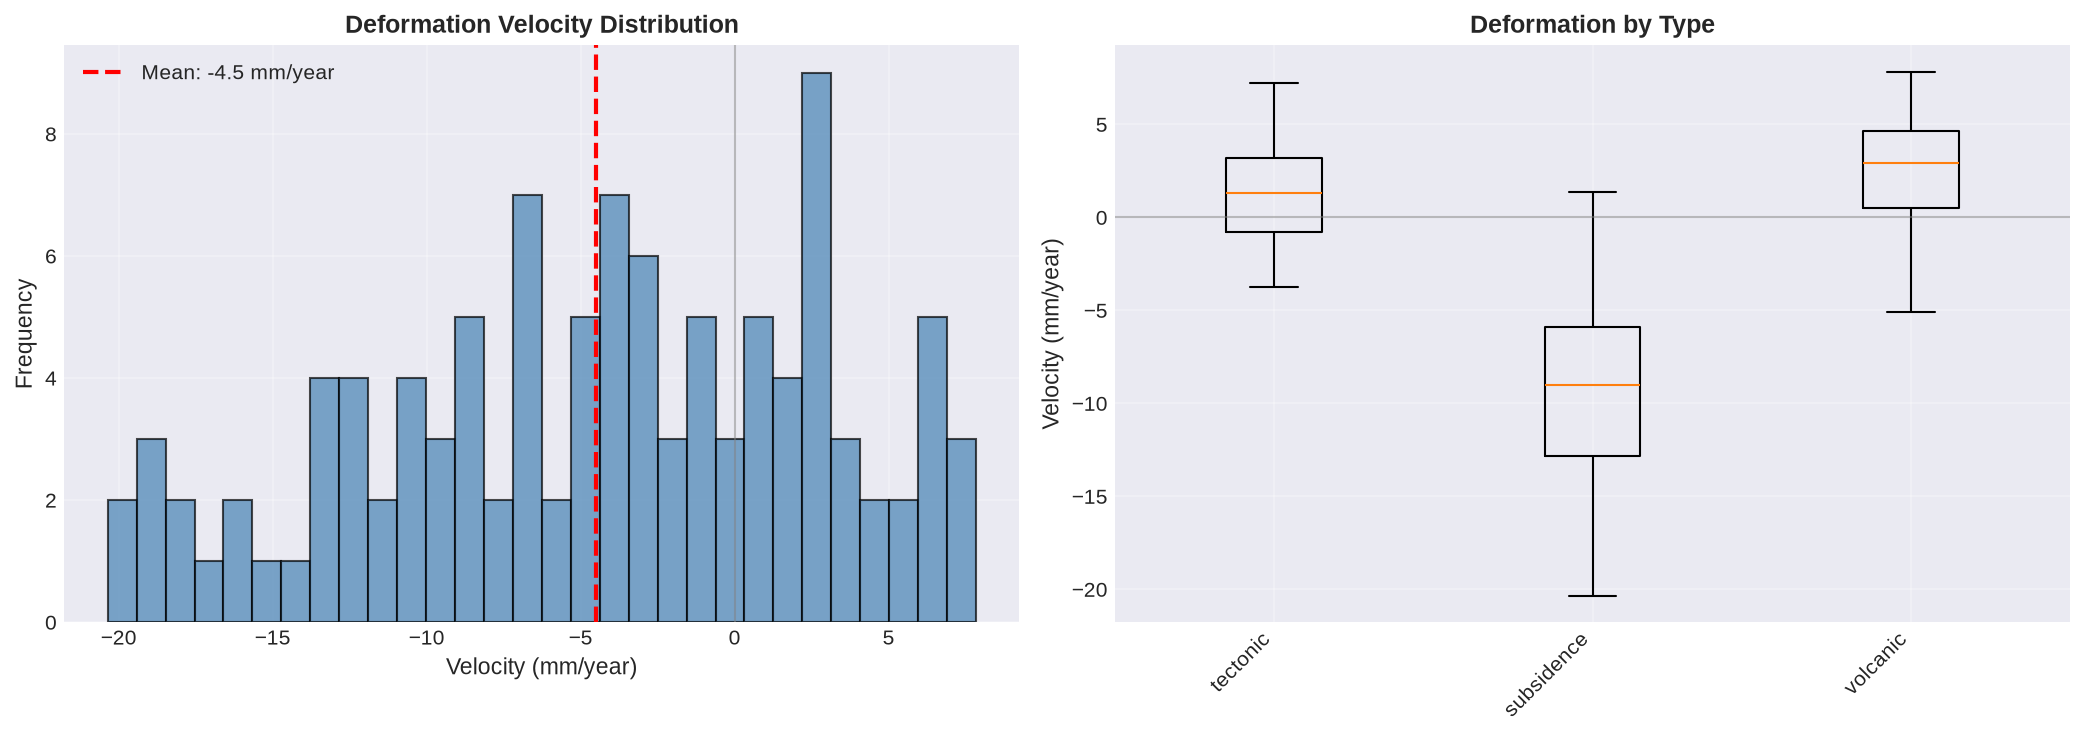 Deformation Velocity Distribution
Mean: -4.5 mm/year
Frequency
8
6
4
2
0
−20
−15
−10
−5
0
5
Velocity (mm/year)
Deformation by Type
Velocity (mm/year)
5
0
−5
−10
−15
−20
tectonic
subsidence
volcanic